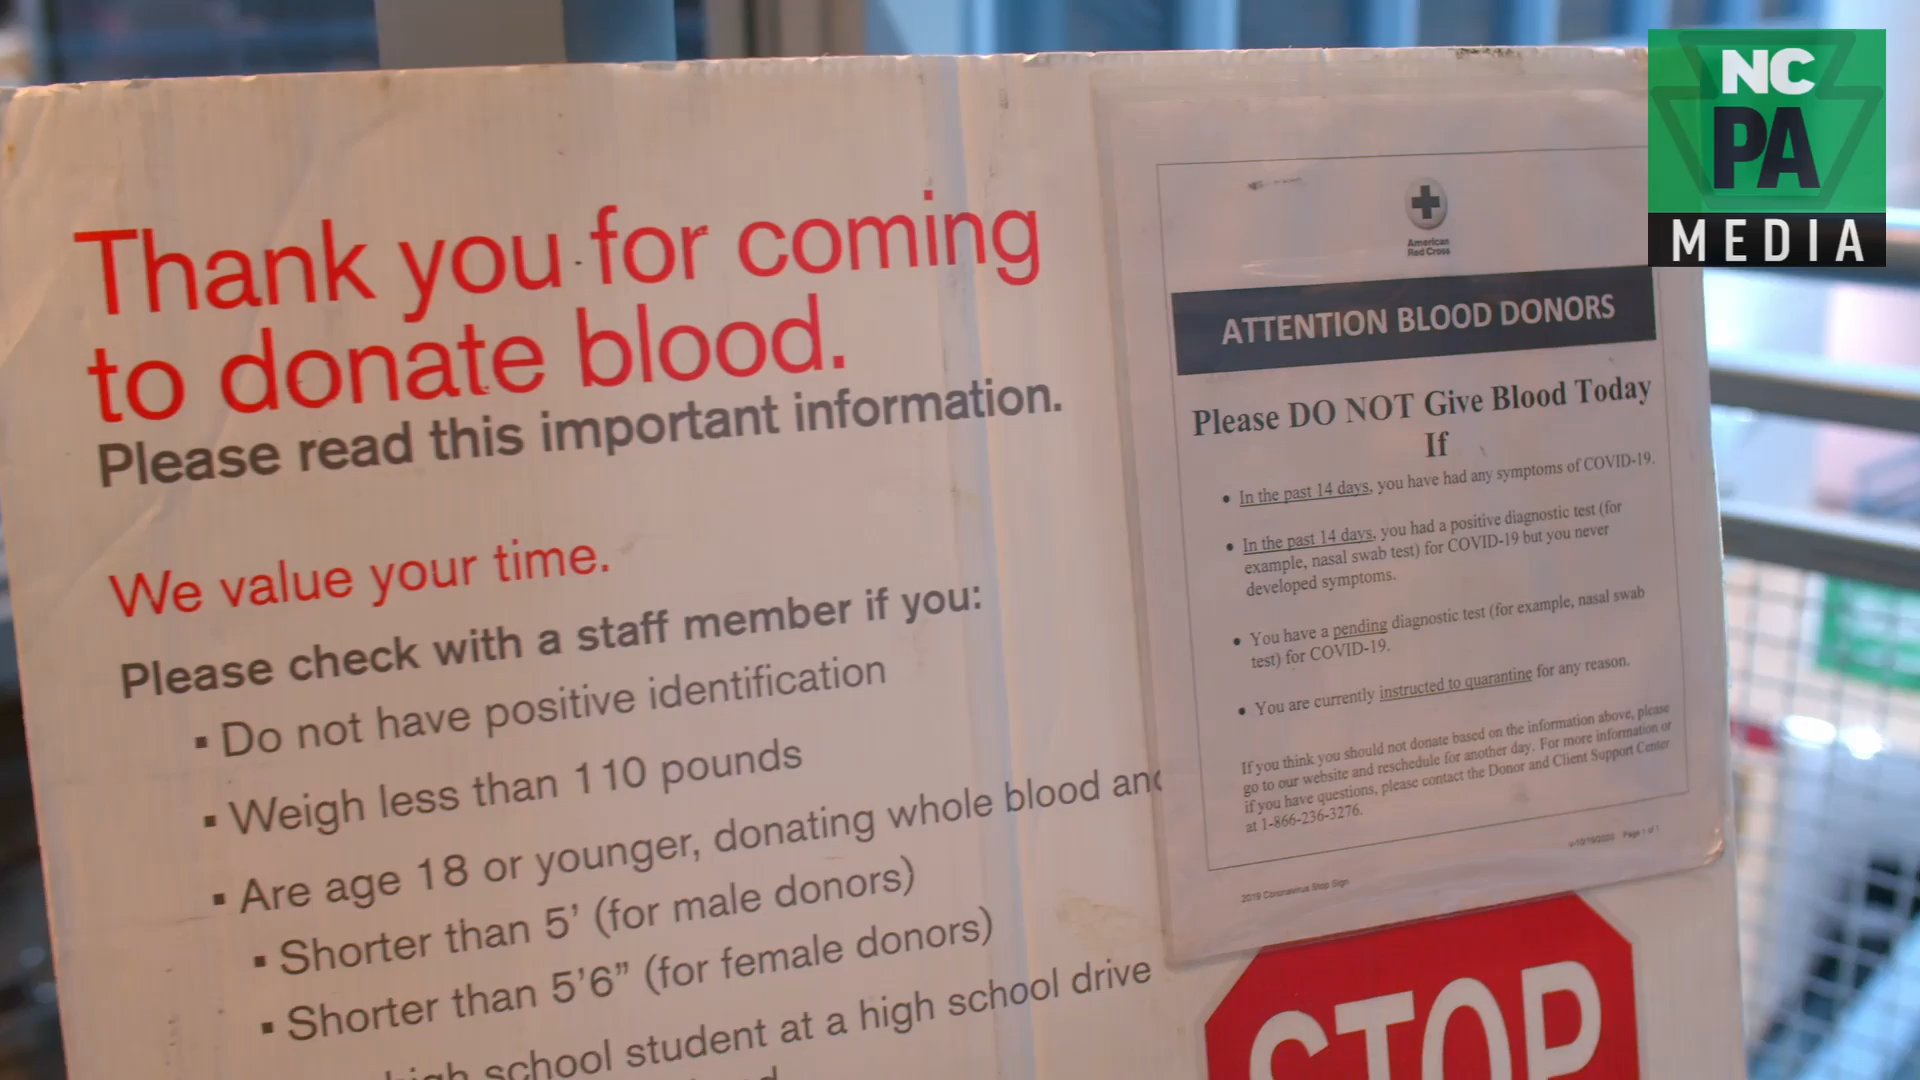 Thank you for coming
to donate blood.
Please read this important information.
We value your time.
Please check with a staff member if you:
▪ Do not have positive identification
▪ Weigh less than 110 pounds
▪ Are age 18 or younger, donating whole blood and
▪ Shorter than 5’ (for male donors)
▪ Shorter than 5’6” (for female donors)
school student at a high school drive
American
Red Cross
ATTENTION BLOOD DONORS
Please DO NOT Give Blood Today
If
• In the past 14 days, you have had any symptoms of COVID-19.
• In the past 14 days, you had a positive diagnostic test (for
example, nasal swab test) for COVID-19 but you never
developed symptoms.
• You have a pending diagnostic test (for example, nasal swab
test) for COVID-19.
• You are currently instructed to quarantine for any reason.
If you think you should not donate based on the information above, please
go to our website and reschedule for another day. For more information or
if you have questions, please contact the Donor and Client Support Center
at 1-866-236-3276.
Page 1 of 1
2019 Coronavirus Stop Sign
STOP
NC
PA
MEDIA